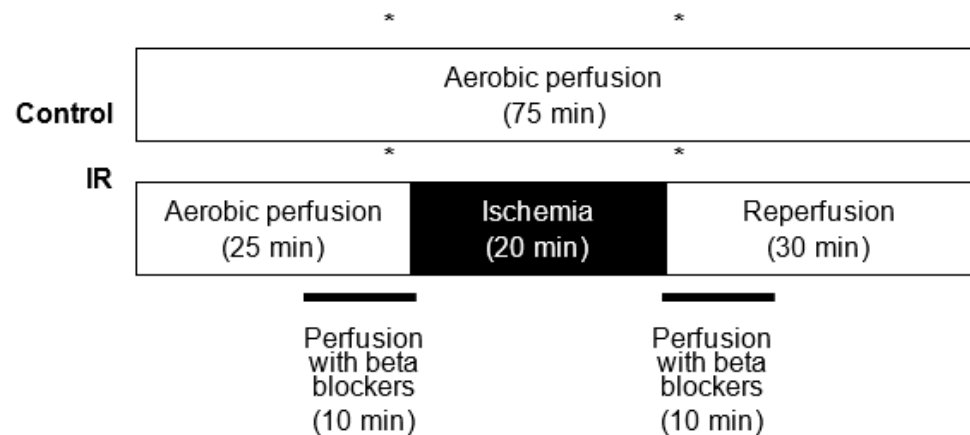 * *
Aerobic perfusion
(75 min)
Control
* *
IR
Aerobic perfusion
(25 min)
Ischemia
(20 min)
Reperfusion
(30 min)
Perfusion
with beta
blockers
(10 min)
Perfusion
with beta
blockers
(10 min)